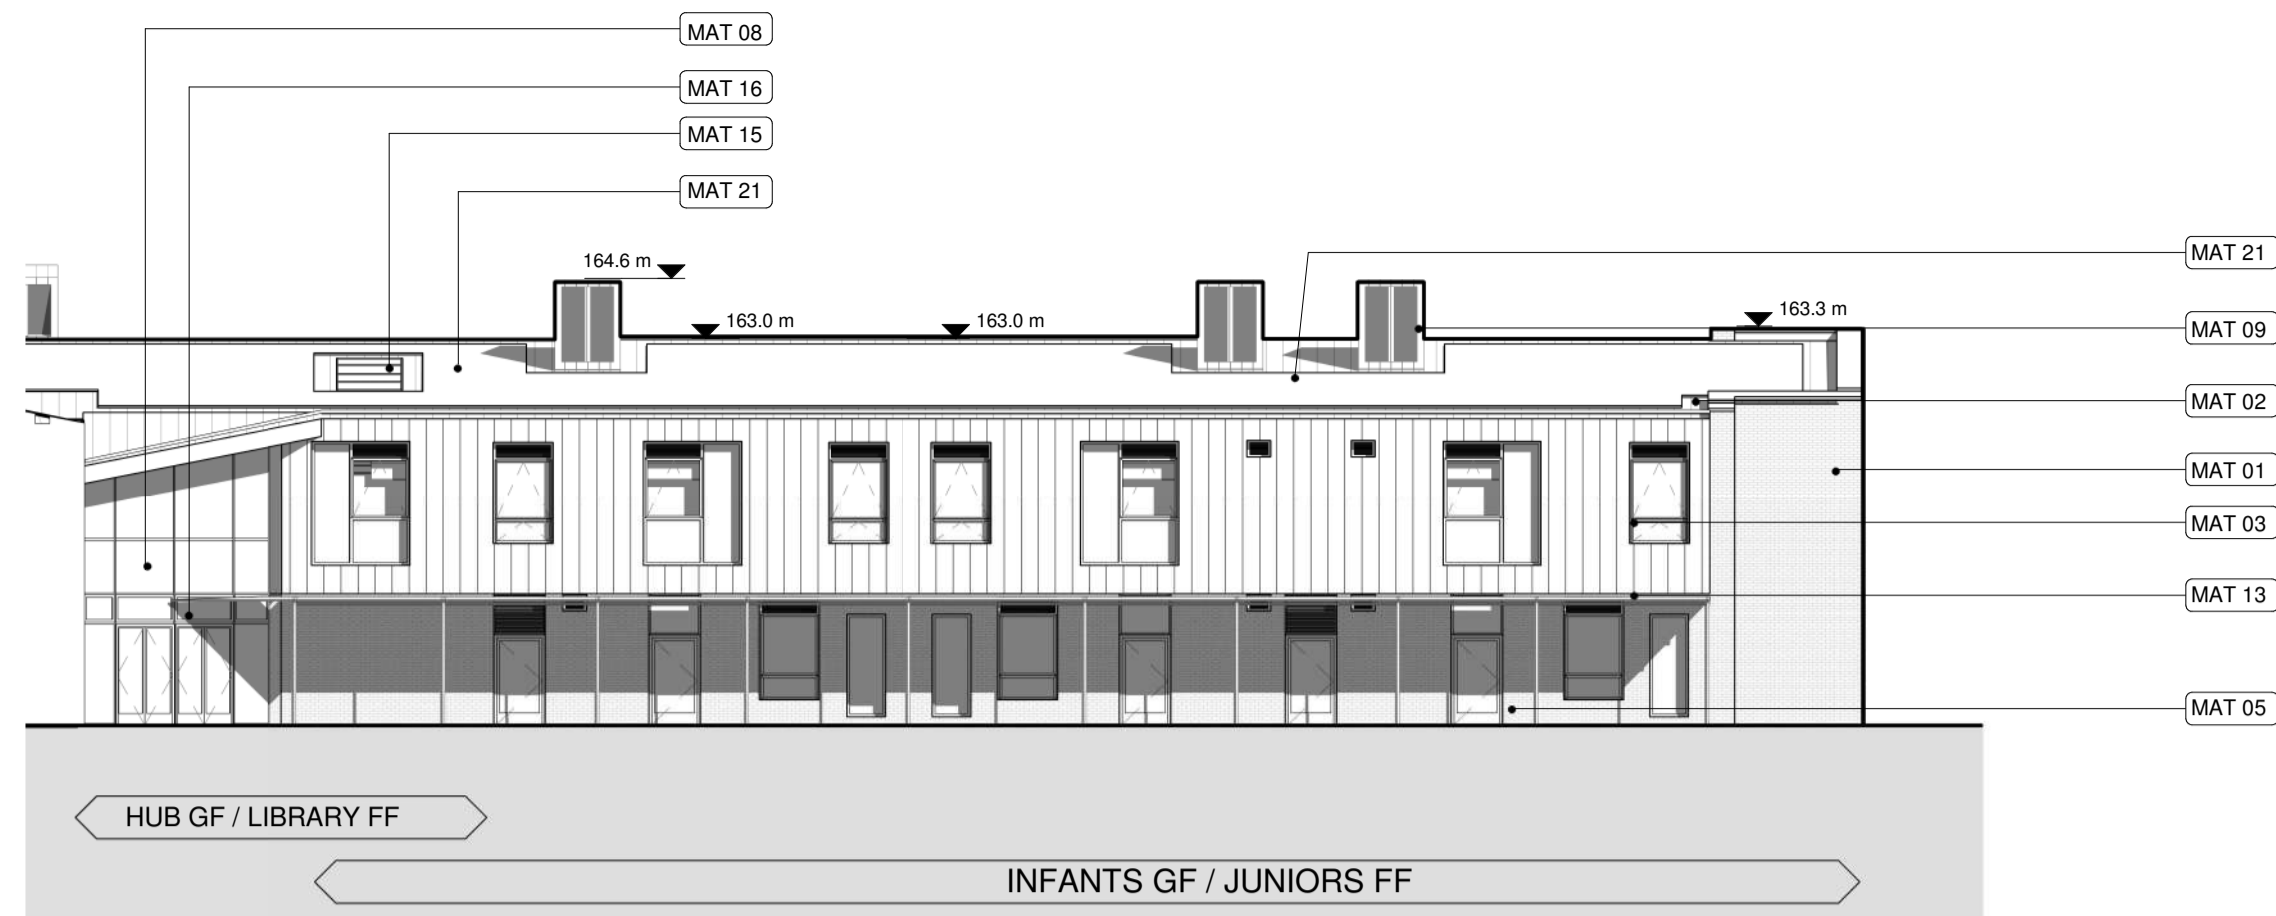 MAT 08
MAT 16
MAT 15
MAT 21
164.6 m
163.0 m
163.0 m
163.3 m
MAT 21
MAT 09
MAT 02
MAT 01
MAT 03
MAT 13
MAT 05
HUB GF / LIBRARY FF
INFANTS GF / JUNIORS FF